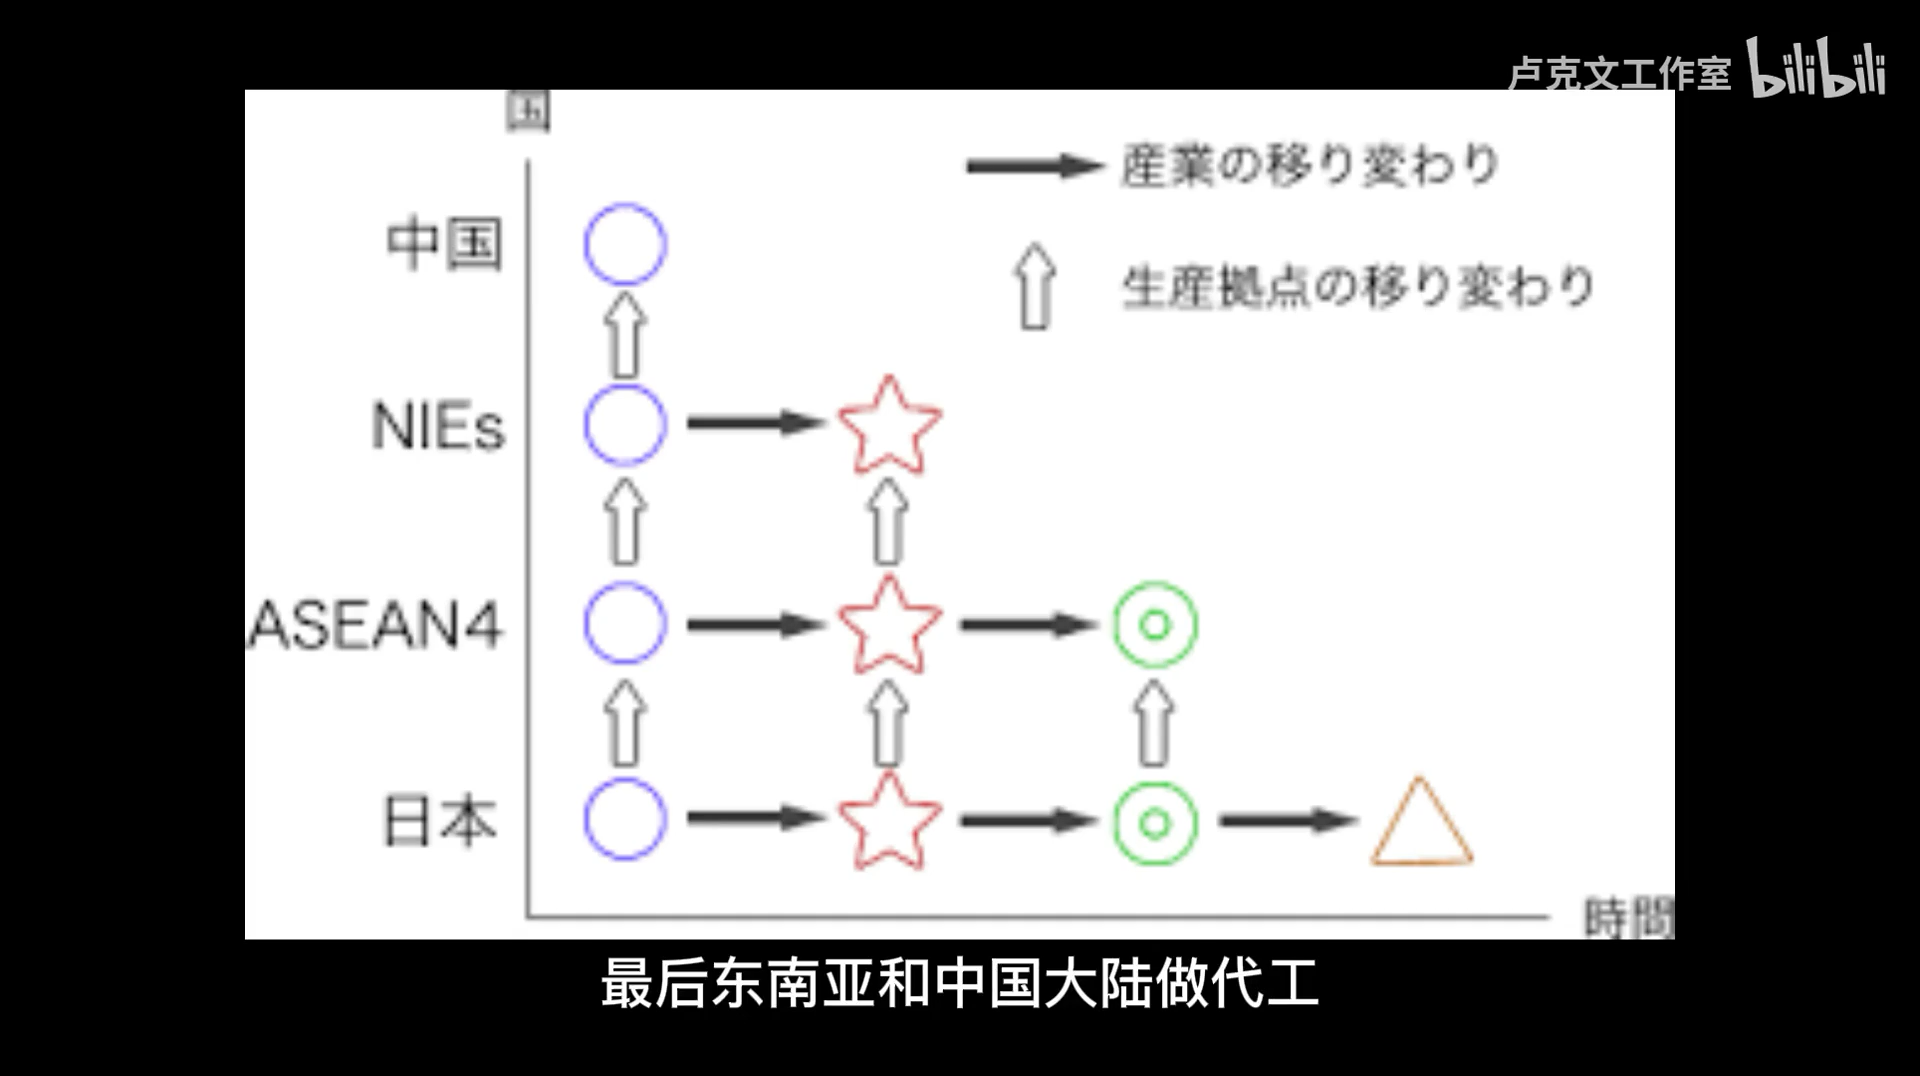 卢克文工作室 bilibili
国
産業の移り変わり
中国
生産拠点の移り変わり
NIEs
ASEAN4
日本
時間
最后东南亚和中国大陆做代工